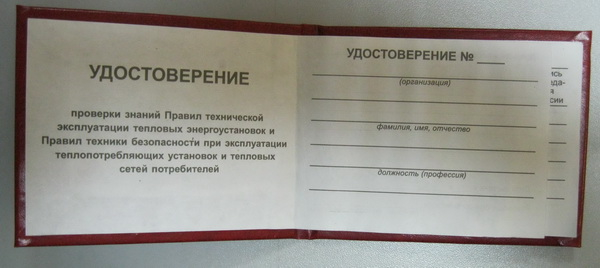 УДОСТОВЕРЕНИЕ
проверки знаний Правил технической
эксплуатации тепловых энергоустановок и
Правил техники безопасности при эксплуатации
теплопотребляющих установок и тепловых
сетей потребителей
УДОСТОВЕРЕНИЕ № ____
(организация)
фамилия, имя, отчество
должность (профессия)